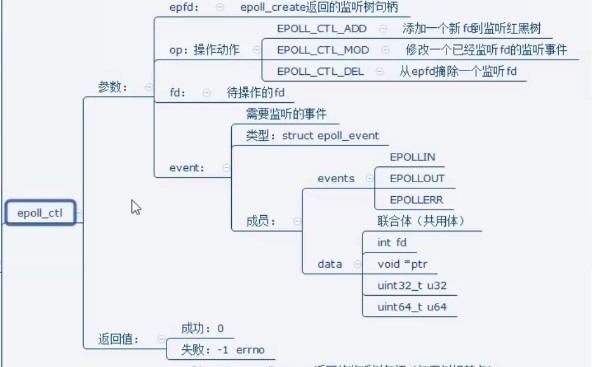 epoll_ctl
参数：
epfd： epoll_create返回的监听树句柄
op：操作动作
EPOLL_CTL_ADD 添加一个新fd到监听红黑树
EPOLL_CTL_MOD 修改一个已经监听fd的监听事件
EPOLL_CTL_DEL 从epfd摘除一个监听fd
fd： 待操作的fd
event：
需要监听的事件
类型：struct epoll_event
成员：
events
EPOLLIN
EPOLLOUT
EPOLLERR
data
联合体（共用体）
int fd
void *ptr
uint32_t u32
uint64_t u64
返回值：
成功：0
失败：-1 errno